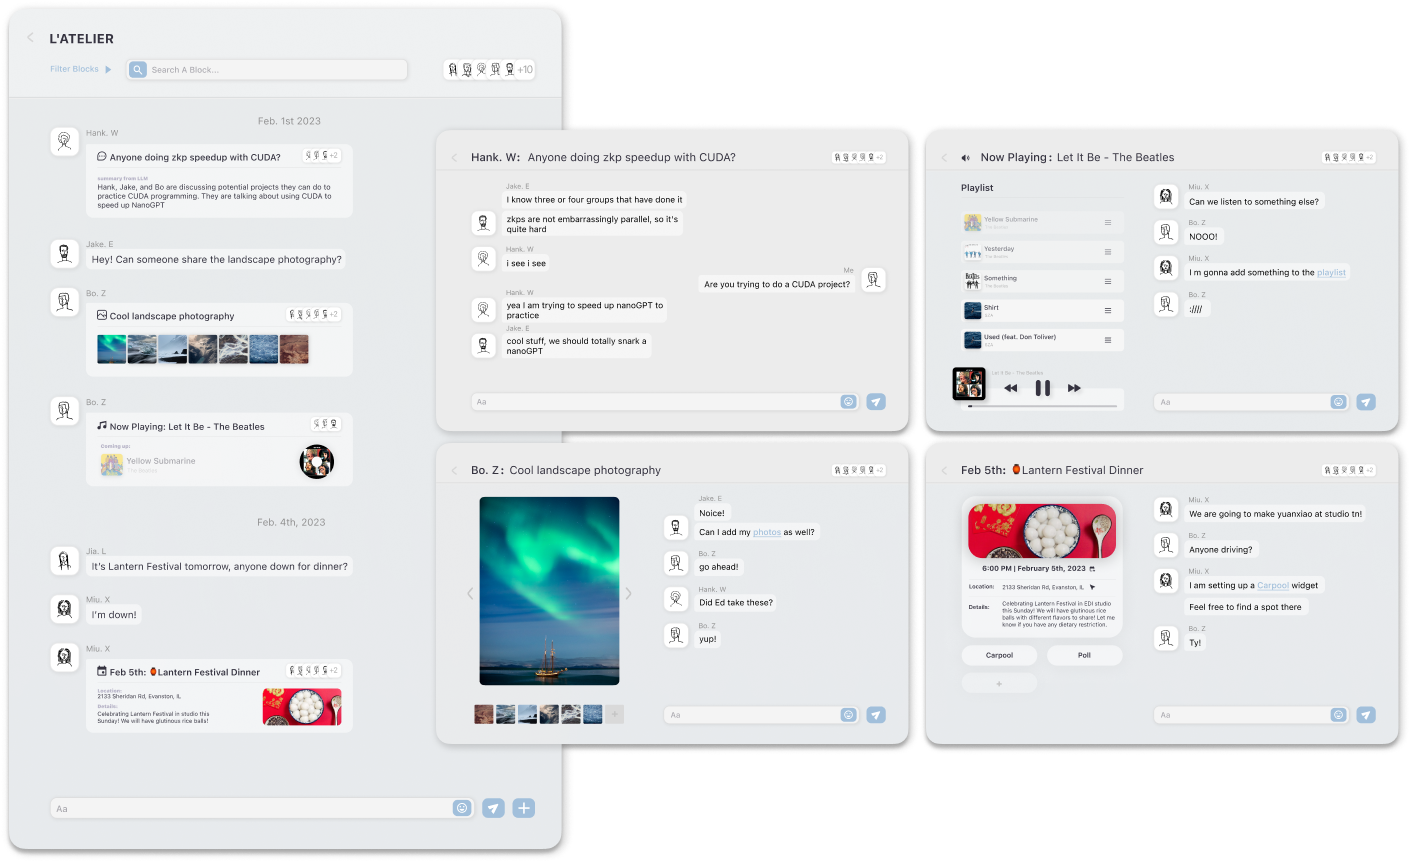 L'ATELIER
Filter Blocks
Search A Block...
+10
Feb. 1st 2023
Hank. W
Anyone doing zkp speedup with CUDA?
+2
summary from LLM
Hank, Jake, and Bo are discussing potential projects they can do to
practice CUDA programming. They are talking about using CUDA to
speed up NanoGPT
Jake. E
Hey! Can someone share the landscape photography?
Bo. Z
Cool landscape photography
+2
Bo. Z
Now Playing: Let It Be - The Beatles
Coming up:
Yellow Submarine
The Beatles
Feb. 4th, 2023
Jia. L
It's Lantern Festival tomorrow, anyone down for dinner?
Miu. X
I'm down!
Miu. X
Feb 5th: Lantern Festival Dinner
+2
Location:
2133 Sheridan Rd, Evanston, IL
Details:
Celebrating Lantern Festival in studio this
Sunday! We will have glutinous rice balls!
Aa
Hank. W: Anyone doing zkp speedup with CUDA?
+2
Jake. E
I know three or four groups that have done it
zkps are not embarrassingly parallel, so it's
quite hard
Hank. W
i see i see
Me
Are you trying to do a CUDA project?
Hank. W
yea I am trying to speed up nanoGPT to
practice
Jake. E
cool stuff, we should totally snark a
nanoGPT
Aa
Now Playing: Let It Be - The Beatles
+2
Playlist
Yellow Submarine
The Beatles
Yesterday
The Beatles
Something
The Beatles
Shirt
SZA
Used (feat. Don Toliver)
SZA
Let It Be - The Beatles
Miu. X
Can we listen to something else?
Bo. Z
NOOO!
Miu. X
I m gonna add something to the playlist
Bo. Z
:////
Aa
Bo. Z: Cool landscape photography
+2
Jake. E
Noice!
Can I add my photos as well?
Bo. Z
go ahead!
Hank. W
Did Ed take these?
Bo. Z
yup!
+
Aa
Feb 5th: Lantern Festival Dinner
+2
6:00 PM | February 5th, 2023
Location: 2133 Sheridan Rd, Evanston, IL
Details: Celebrating Lantern Festival in EDI studio
this Sunday! We will have glutinous rice
balls with different flavors to share! Let me
know if you have any dietary restriction.
Carpool
Poll
+
Miu. X
We are going to make yuanxiao at studio tn!
Bo. Z
Anyone driving?
Miu. X
I am setting up a Carpool widget
Feel free to find a spot there
Bo. Z
Ty!
Aa